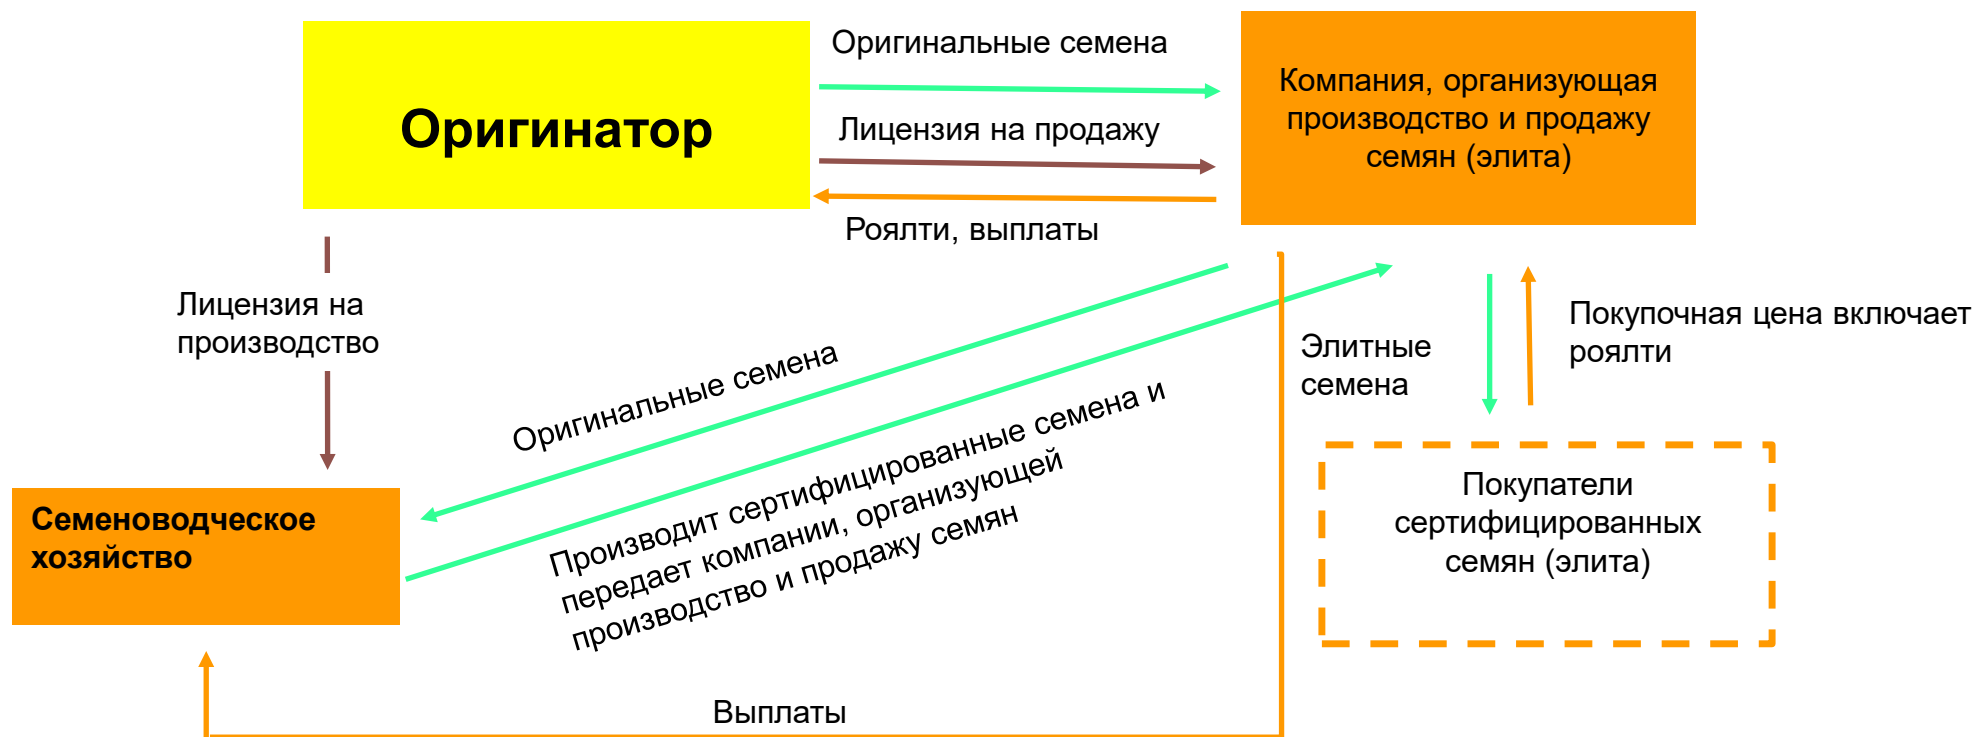 Оригинальные семена
Оригинатор
Лицензия на продажу
Роялти, выплаты
Компания, организующая
производство и продажу
семян (элита)
Лицензия на
производство
Оригинальные семена
Производит сертифицированные семена и
передает компании, организующей
производство и продажу семян
Элитные
семена
Покупочная цена включает
роялти
Семеноводческое
хозяйство
Покупатели
сертифицированных
семян (элита)
Выплаты